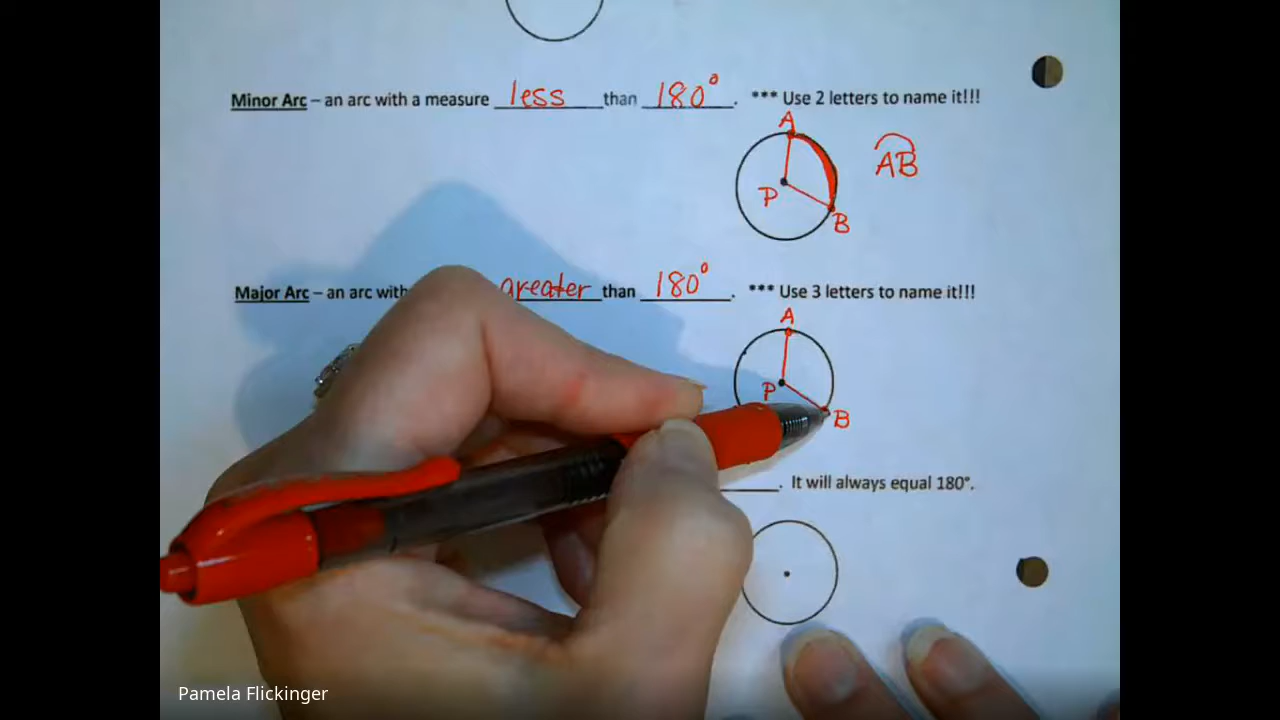 Minor Arc – an arc with a measure less than 180°. *** Use 2 letters to name it!!!
A
P
B
AB
Major Arc – an arc with greater than 180°. *** Use 3 letters to name it!!!
A
P
B
. It will always equal 180°.
Pamela Flickinger